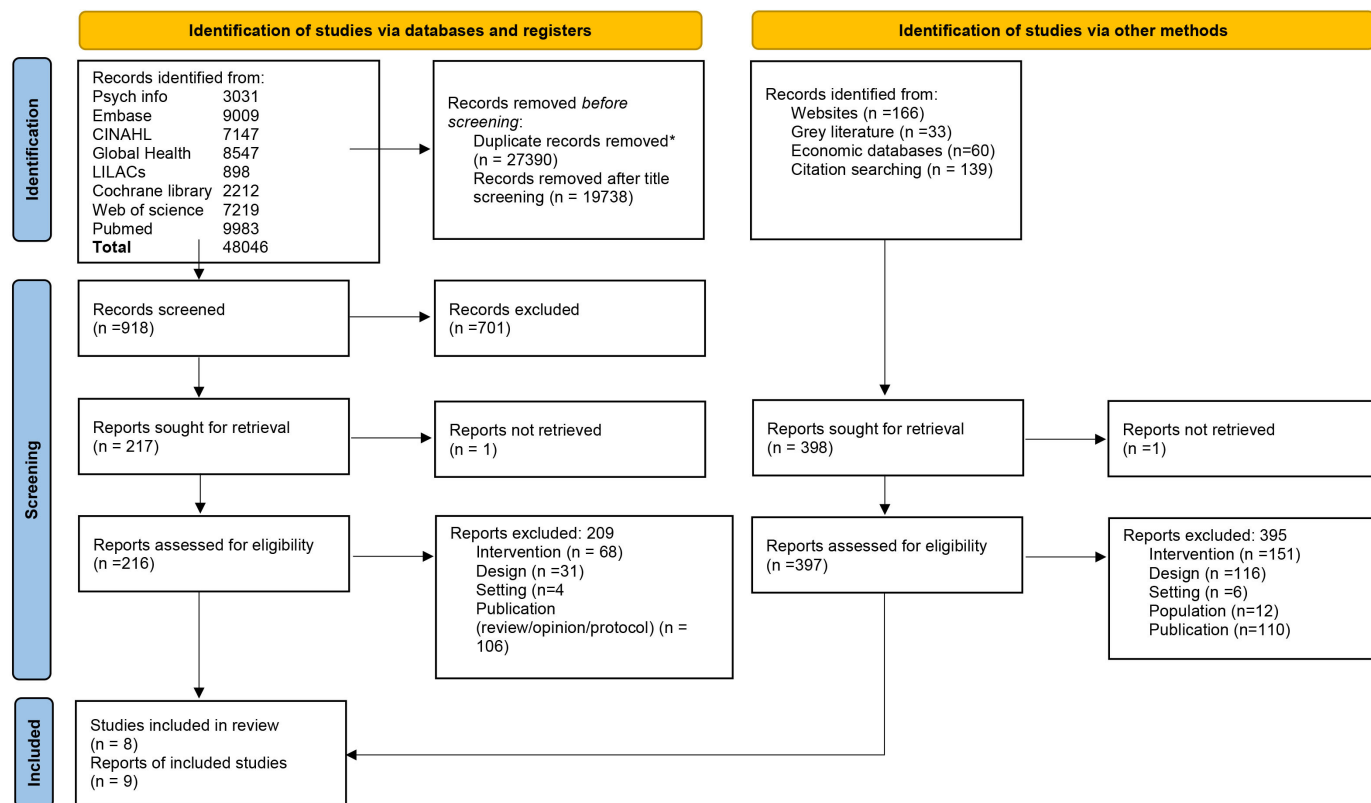 Identification of studies via databases and registers
Identification of studies via other methods
Identification
Records identified from:
Psych info 3031
Embase 9009
CINAHL 7147
Global Health 8547
LILACs 898
Cochrane library 2212
Web of science 7219
Pubmed 9983
Total 48046
Records removed before
screening:
Duplicate records removed*
(n = 27390)
Records removed after title
screening (n = 19738)
Records identified from:
Websites (n =166)
Grey literature (n =33)
Economic databases (n=60)
Citation searching (n = 139)
Screening
Records screened
(n =918)
Records excluded
(n =701)
Reports sought for retrieval
(n = 217)
Reports not retrieved
(n = 1)
Reports sought for retrieval
(n = 398)
Reports not retrieved
(n =1)
Reports assessed for eligibility
(n =216)
Reports excluded: 209
Intervention (n = 68)
Design (n =31)
Setting (n=4
Publication
(review/opinion/protocol) (n =
106)
Reports assessed for eligibility
(n =397)
Reports excluded: 395
Intervention (n =151)
Design (n =116)
Setting (n =6)
Population (n=12)
Publication (n=110)
Included
Studies included in review
(n = 8)
Reports of included studies
(n = 9)